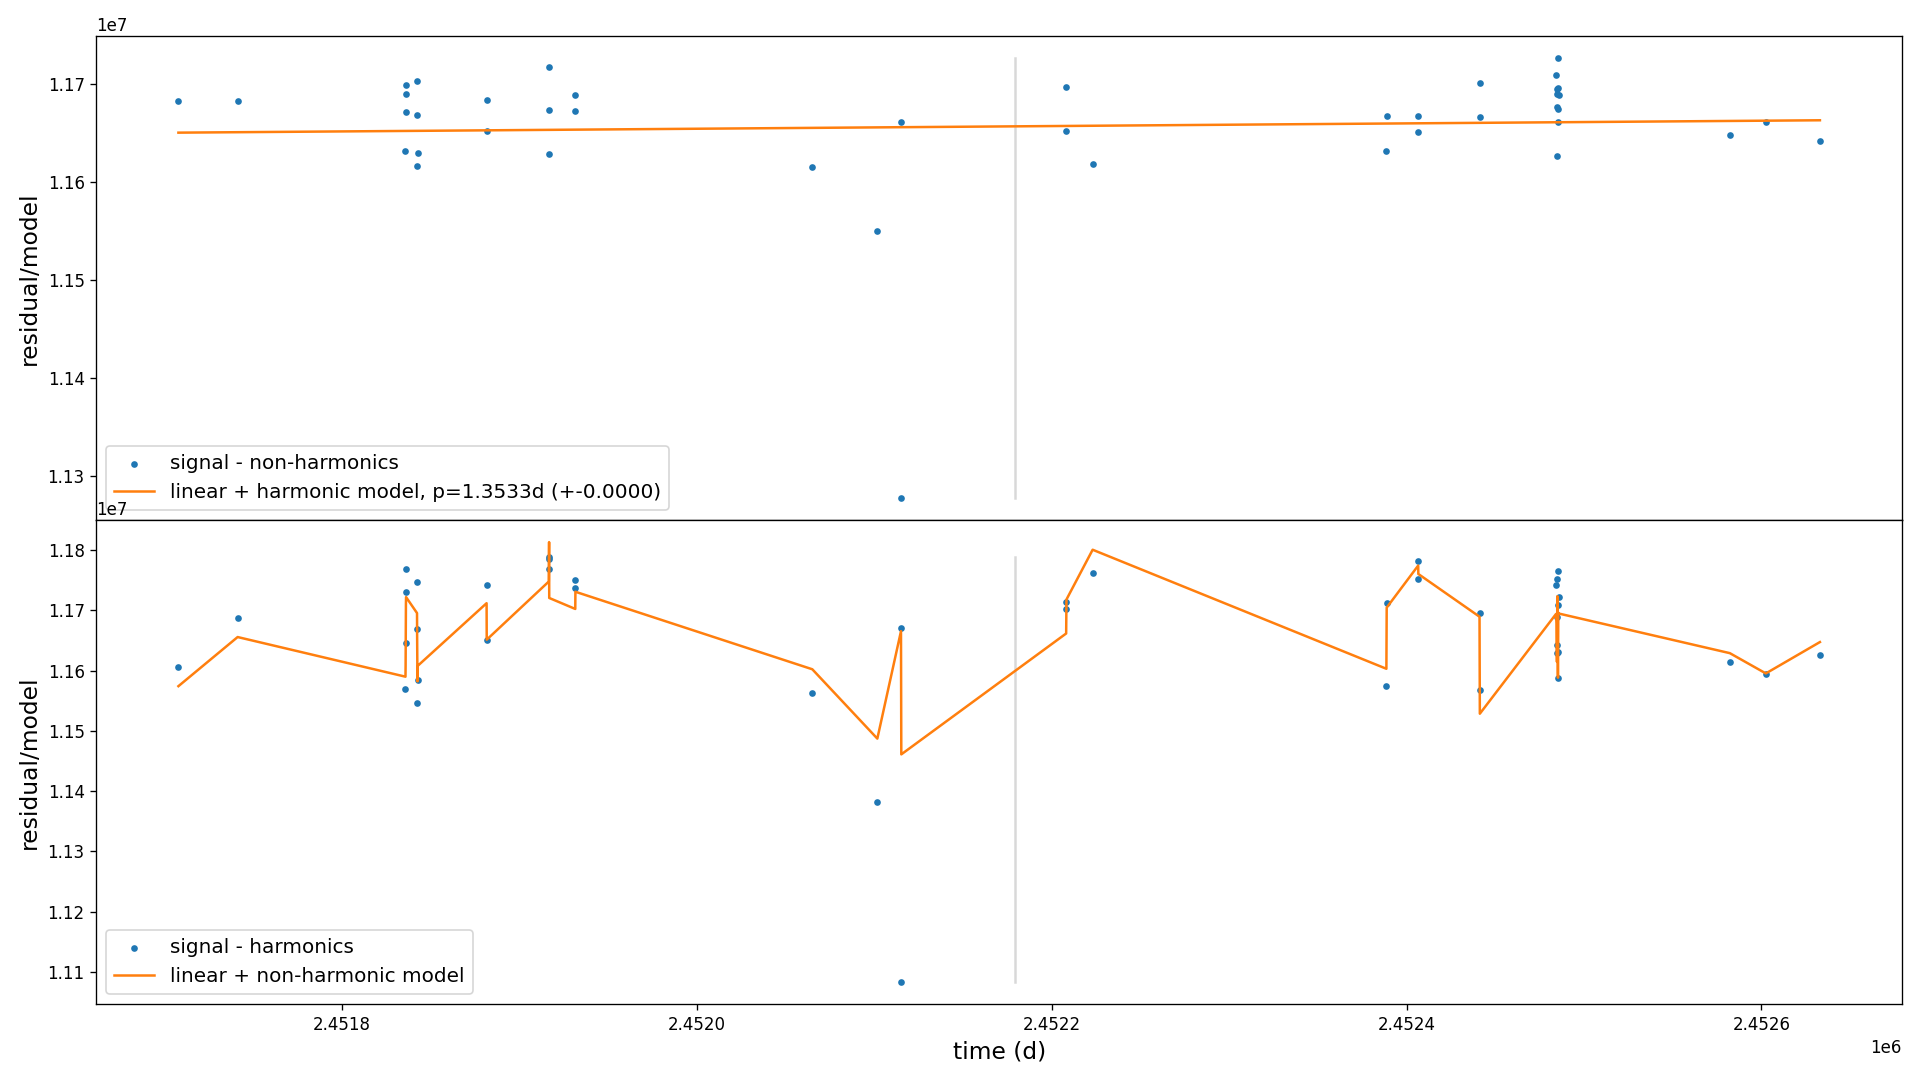 1e7
1.17
1.16
1.15
1.14
1.13
residual/model
signal - non-harmonics
linear + harmonic model, p=1.3533d (+-0.0000)
1e7
1.18
1.17
1.16
1.15
1.14
1.13
1.12
1.11
residual/model
signal - harmonics
linear + non-harmonic model
2.4518
2.4520
2.4522
2.4524
2.4526
time (d)
1e6